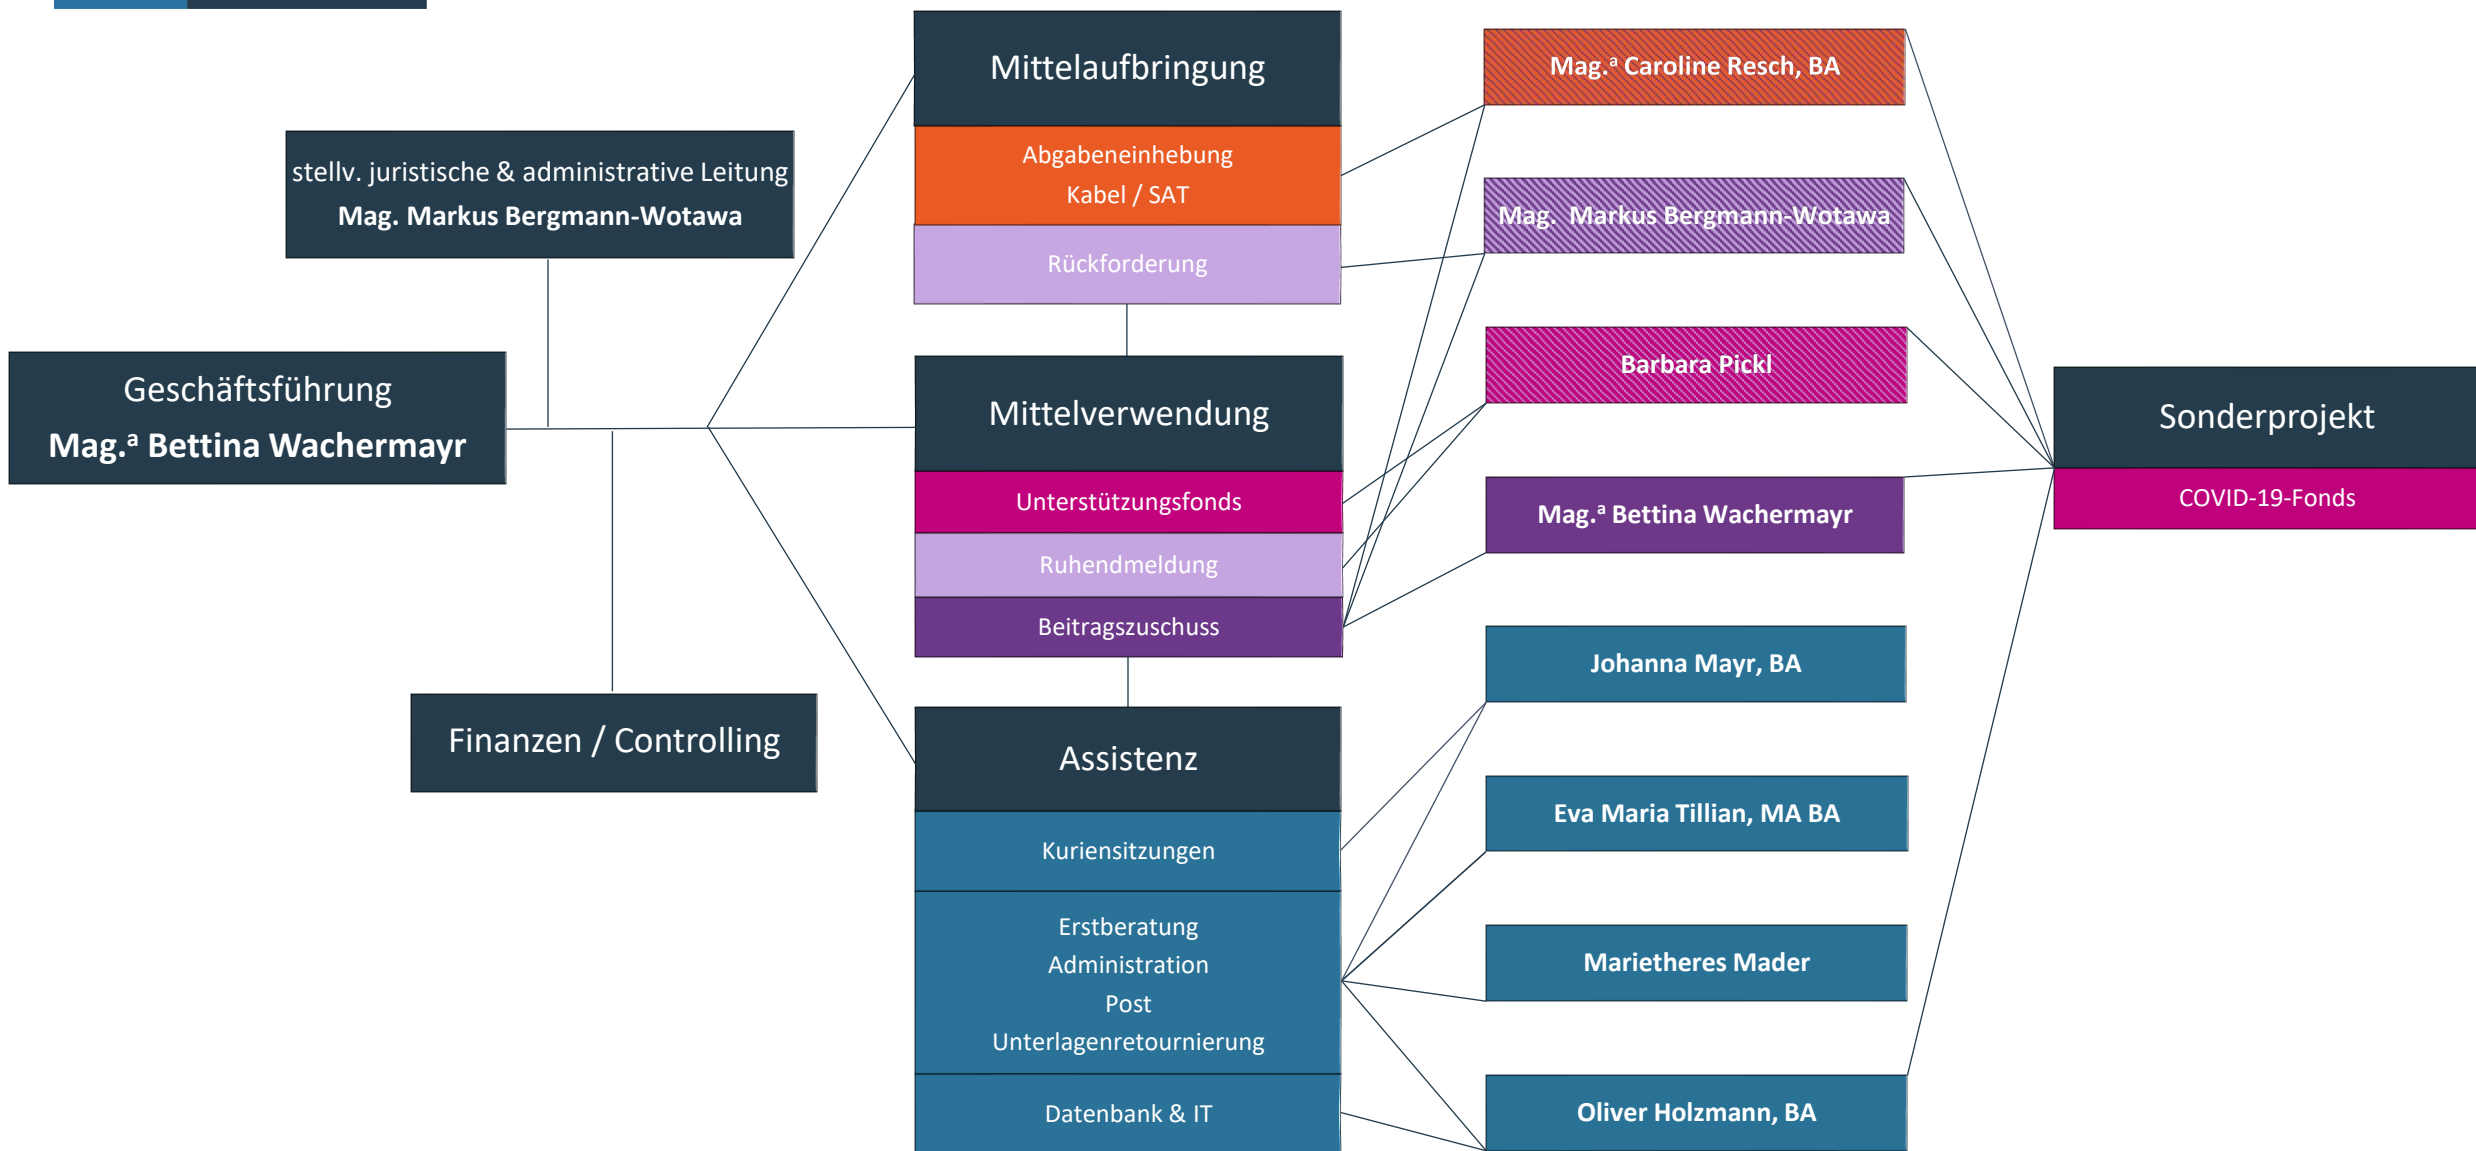 stellv. juristische & administrative Leitung
Mag. Markus Bergmann-Wotawa
Geschäftsführung
Mag.ª Bettina Wachermayr
Finanzen / Controlling
Mittelaufbringung
Abgabeneinhebung
Kabel / SAT
Rückforderung
Mittelverwendung
Unterstützungsfonds
Ruhendmeldung
Beitragszuschuss
Assistenz
Kuriensitzungen
Erstberatung
Administration
Post
Unterlagenretournierung
Datenbank & IT
Mag.ª Caroline Resch, BA
Mag. Markus Bergmann-Wotawa
Barbara Pickl
Mag.ª Bettina Wachermayr
Johanna Mayr, BA
Eva Maria Tillian, MA BA
Marietheres Mader
Oliver Holzmann, BA
Sonderprojekt
COVID-19-Fonds